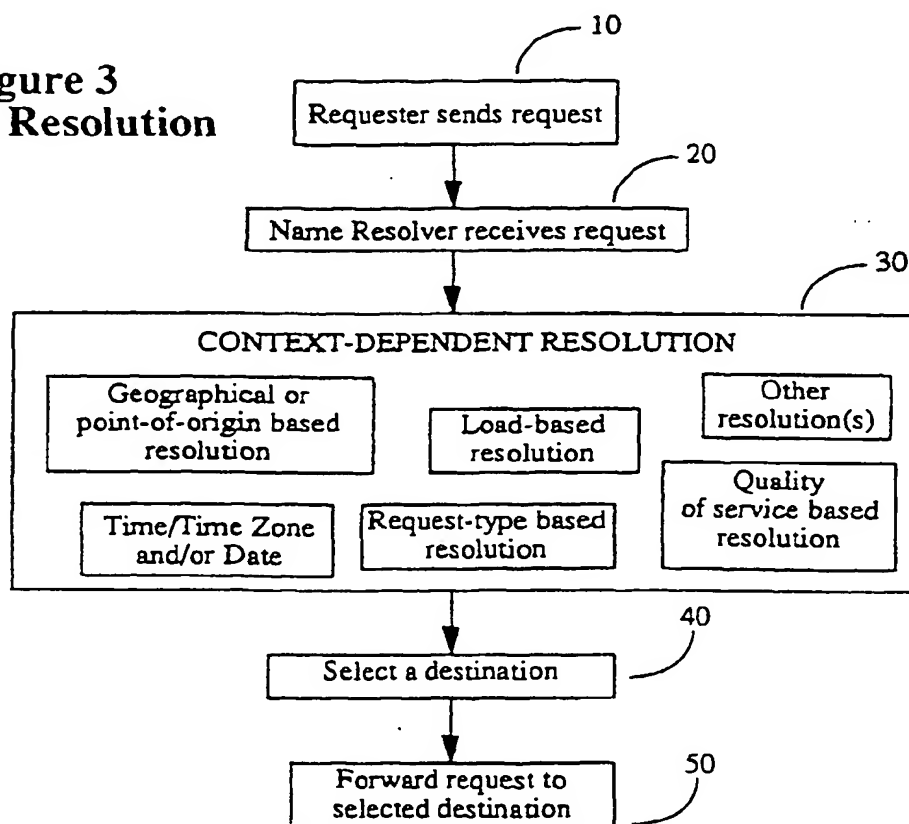 gure 3
Resolution
10
Requester sends request
20
Name Resolver receives request
30
CONTEXT-DEPENDENT RESOLUTION
Geographical or
point-of-origin based
resolution
Load-based
resolution
Other
resolution(s)
Time/Time Zone
and/or Date
Request-type based
resolution
Quality
of service based
resolution
40
Select a destination
50
Forward request to
selected destination